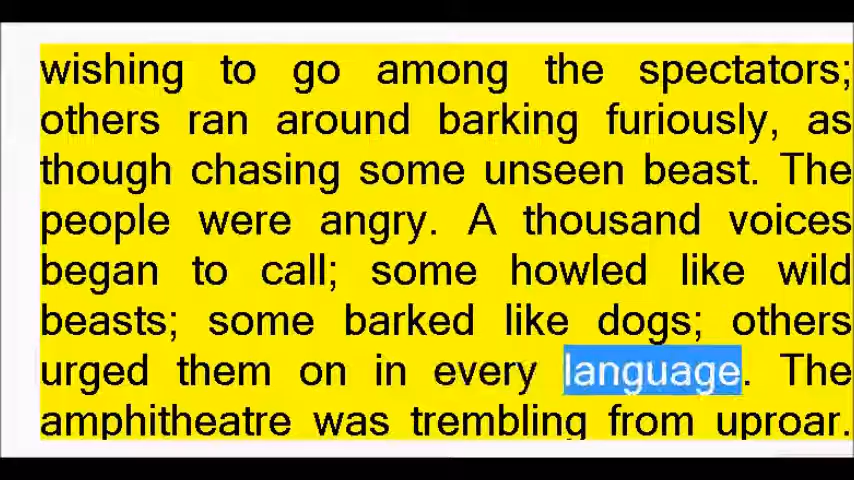 wishing to go among the spectators;
others ran around barking furiously, as
though chasing some unseen beast. The
people were angry. A thousand voices
began to call; some howled like wild
beasts; some barked like dogs; others
urged them on in every language. The
amphitheatre was trembling from uproar.